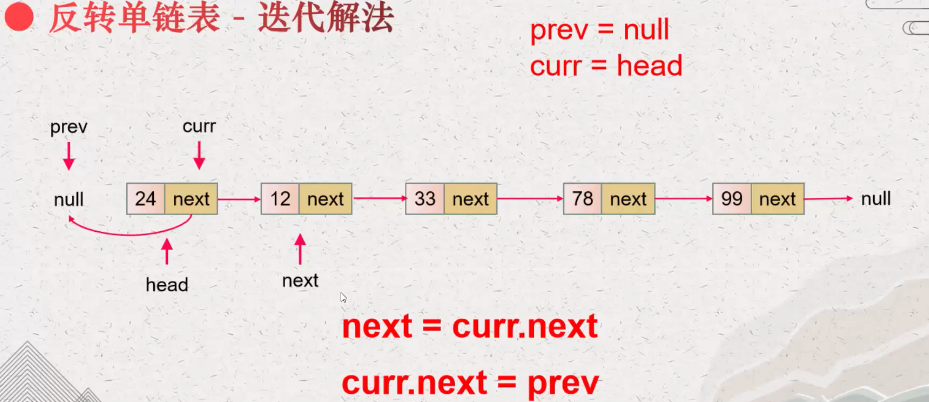 反转单链表 - 迭代解法
prev = null
curr = head
prev curr
null 24 next 12 next 33 next 78 next 99 next null
head next
next = curr.next
curr.next = prev